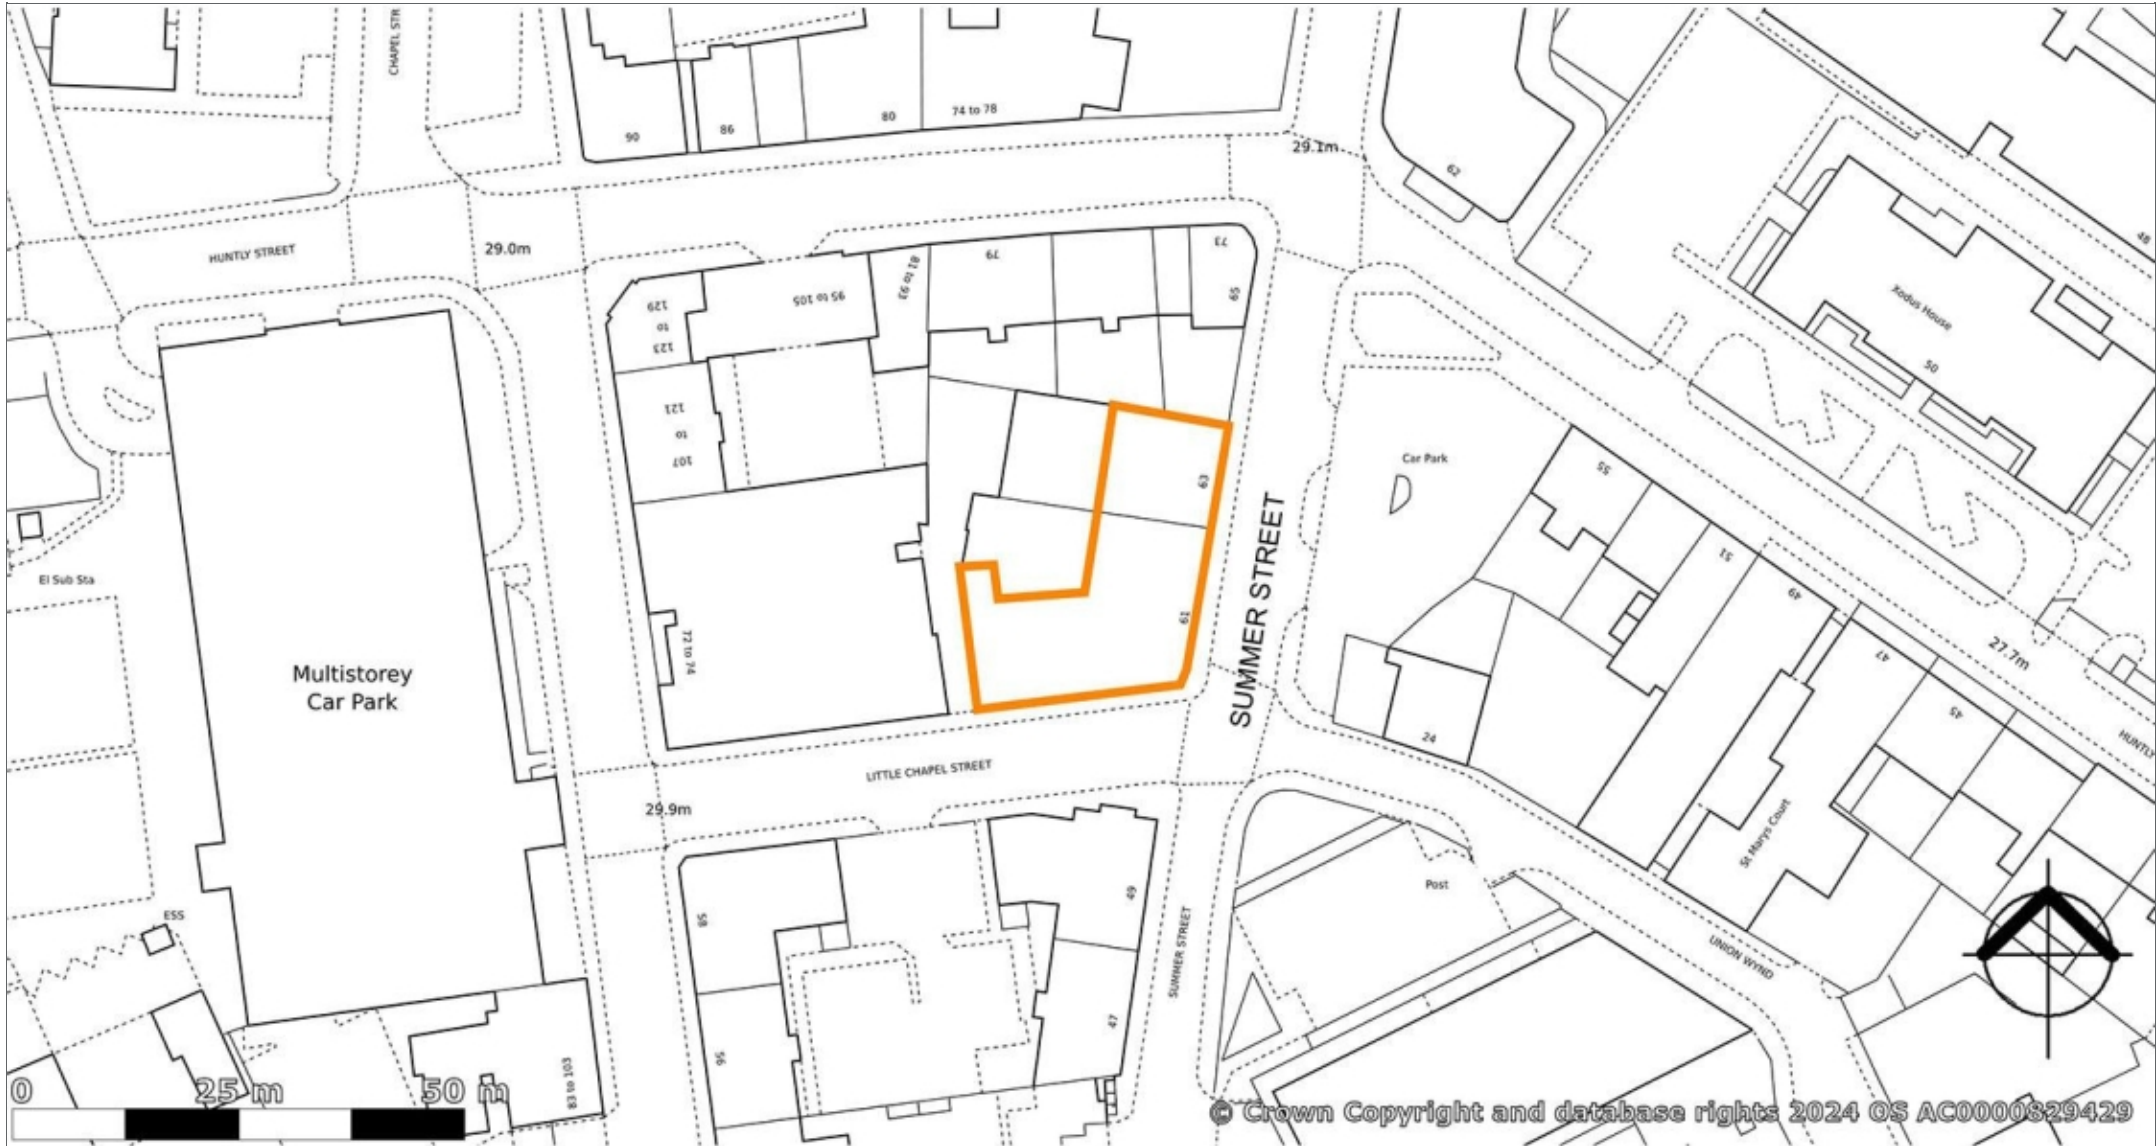 CHAPEL STR
90
86
80
74 to 78
29.1m
62
48
HUNTLY STREET
29.0m
129
to
123
95 to 105
81 to 93
79
73
65
Xodus House
50
121
to
107
63
Car Park
55
51
49
El Sub Sta
72 to 74
61
SUMMER STREET
Multistorey
Car Park
24
47
27.7m
45
HUNTLY
LITTLE CHAPEL STREET
29.9m
St Marys Court
58
49
Post
ESS
SUMMER STREET
UNION WYND
56
47
83 to 103
0 25 m 50 m
© Crown Copyright and database rights 2024 OS AC0000829429